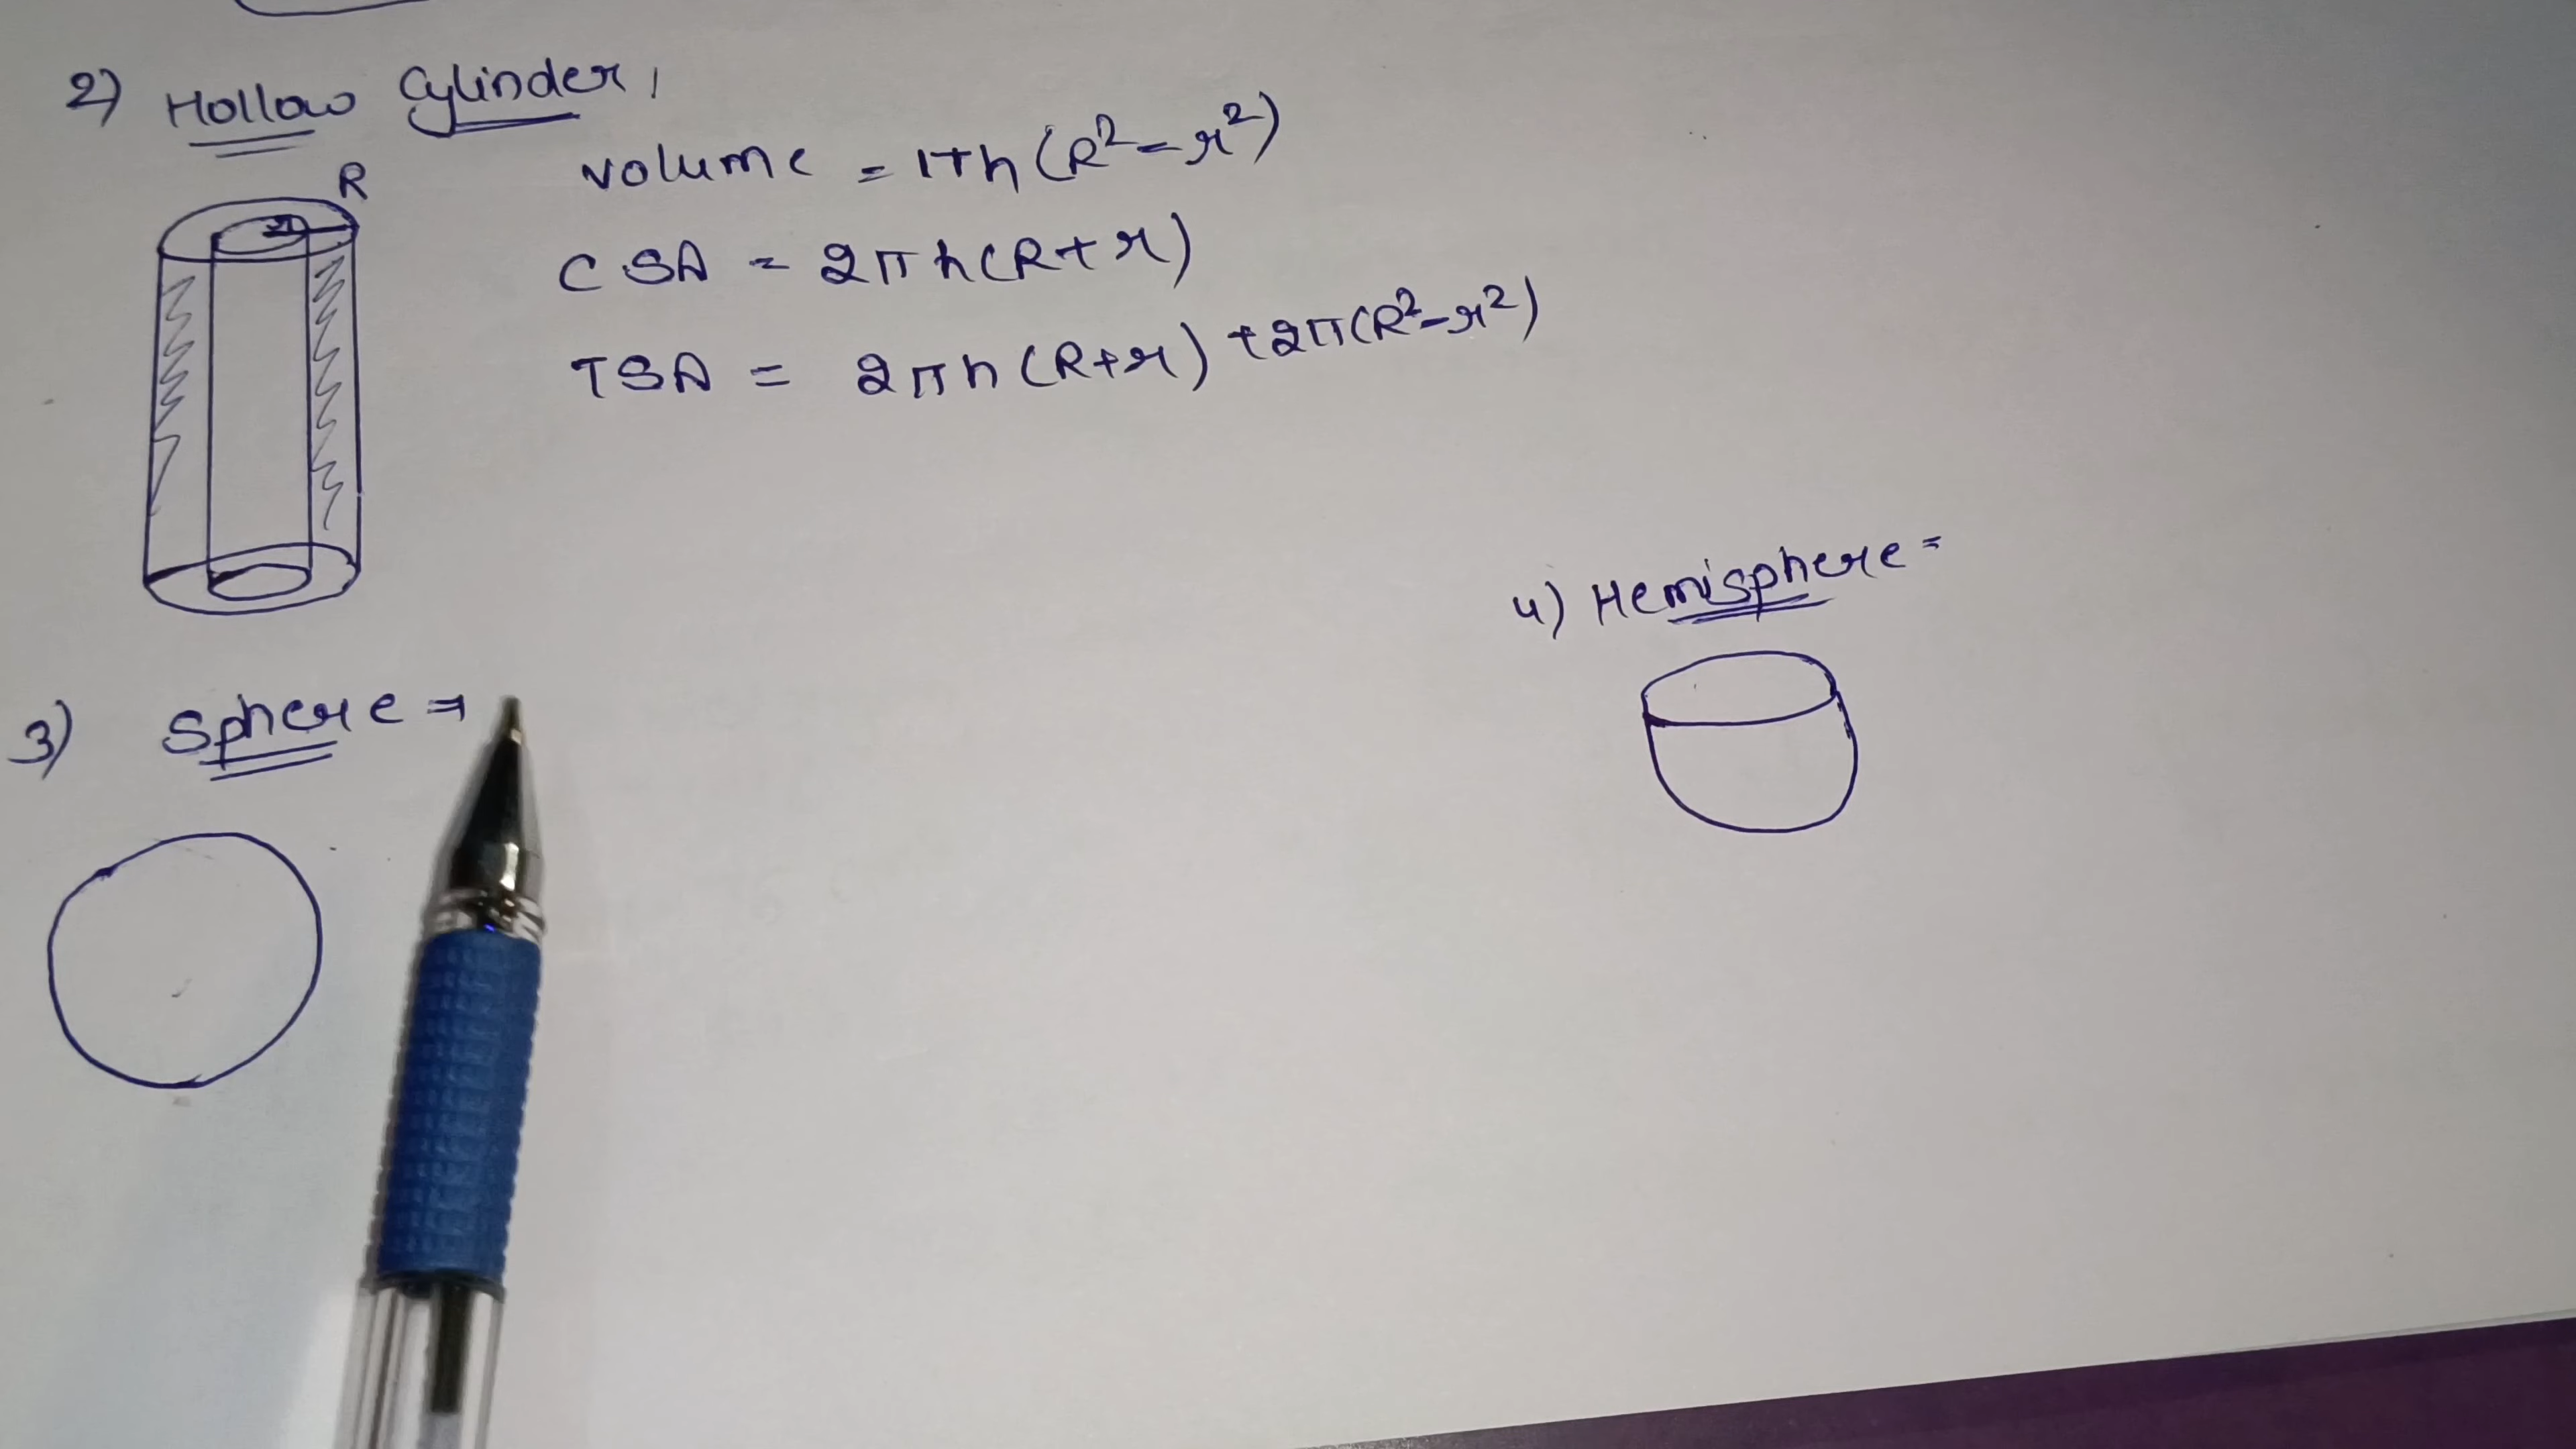 2) Hollow Cylinder,
R
r
Volume = πh(R²-r²)
CSA = 2πh(R+r)
TSA = 2πh(R+r) +2π(R²-r²)
4) Hemisphere =
3) Sphere =